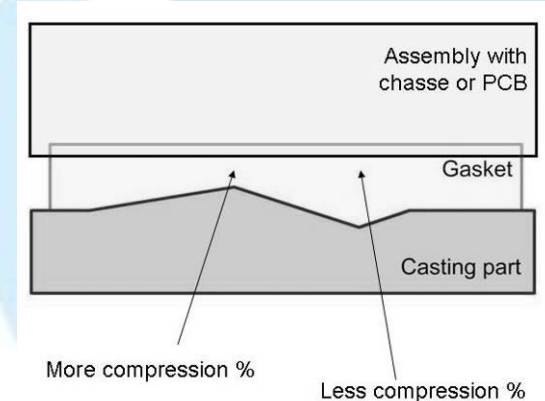 Assembly with
chasse or PCB
Gasket
Casting part
More compression %
Less compression %